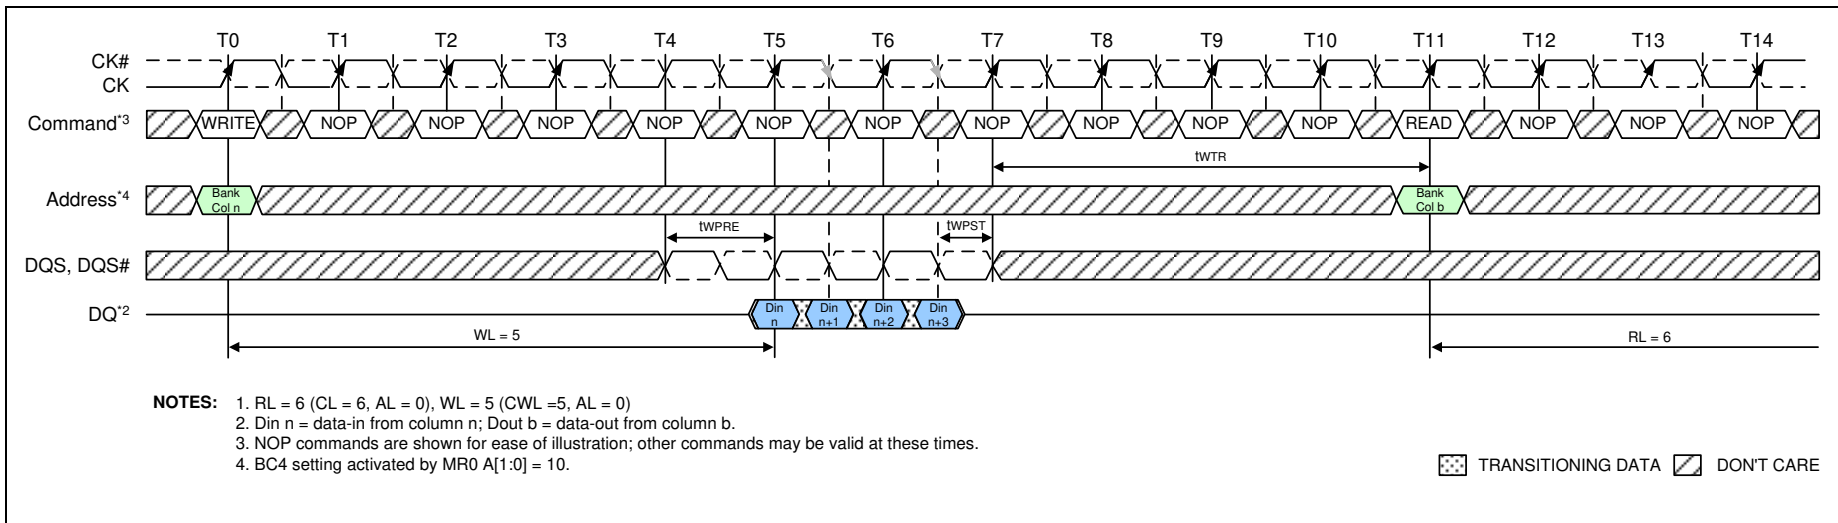 T0 T1 T2 T3 T4 T5 T6 T7 T8 T9 T10 T11 T12 T13 T14
CK#
CK
Command*3 WRITE NOP NOP NOP NOP NOP NOP NOP NOP NOP NOP READ NOP NOP NOP
tWTR
Address*4
Bank
Col n
Bank
Col b
tWPRE tWPST
DQS, DQS#
DQ*2
Din
n
Din
n+1
Din
n+2
Din
n+3
WL = 5
RL = 6
NOTES: 1. RL = 6 (CL = 6, AL = 0), WL = 5 (CWL =5, AL = 0)
2. Din n = data-in from column n; Dout b = data-out from column b.
3. NOP commands are shown for ease of illustration; other commands may be valid at these times.
4. BC4 setting activated by MR0 A[1:0] = 10.
TRANSITIONING DATA DON'T CARE